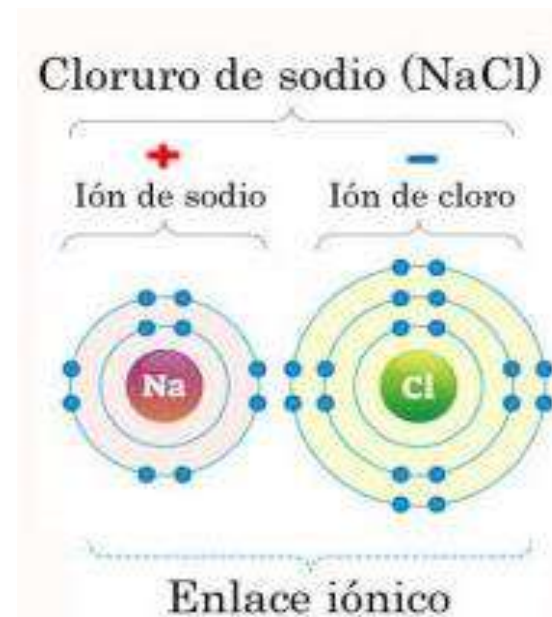 Cloruro de sodio (NaCl)
+ −
Ión de sodio Ión de cloro
Na Cl
Enlace iónico